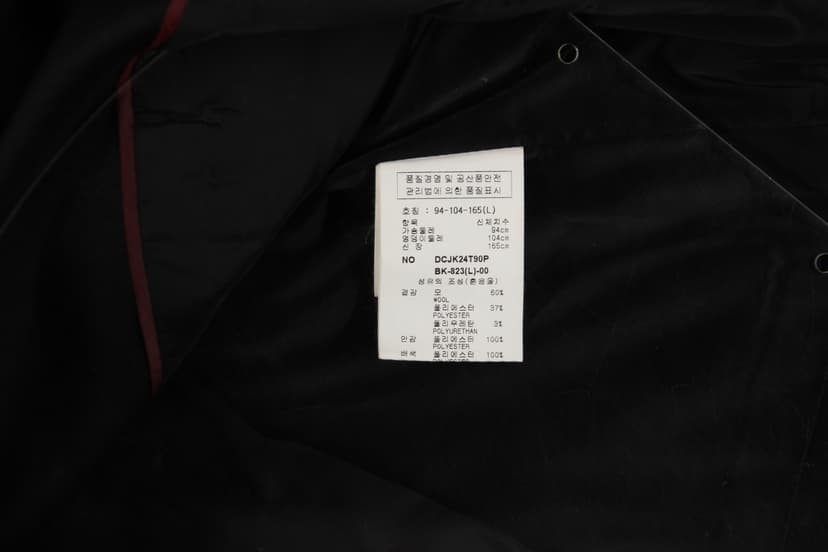 품질경영 및 공산품안전
관리법에 의한 품질표시
호칭 : 94-104-165(L)
항목 신체치수
가슴둘레 94cm
엉덩이둘레 104cm
신 장 165cm
NO DCJK24T90P
BK-823(L)-00
섬유의 조성(혼용율)
겉감 모 60%
WOOL
폴리에스터 37%
POLYESTER
폴리우레탄 3%
POLYURETHAN
안감 폴리에스터 100%
POLYESTER
배색 폴리에스터 100%
POLYESTER